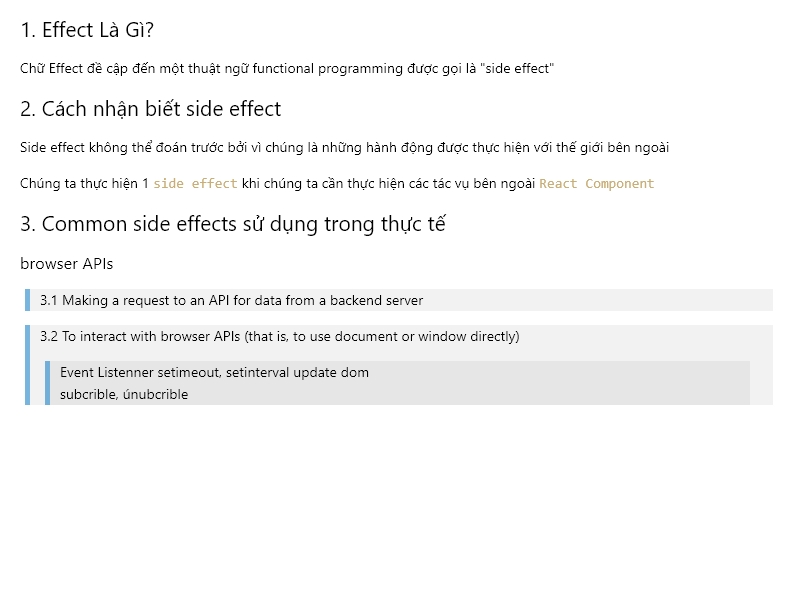 1. Effect Là Gì?
Chữ Effect đề cập đến một thuật ngữ functional programming được gọi là "side effect"
2. Cách nhận biết side effect
Side effect không thể đoán trước bởi vì chúng là những hành động được thực hiện với thế giới bên ngoài
Chúng ta thực hiện 1 side effect khi chúng ta cần thực hiện các tác vụ bên ngoài React Component
3. Common side effects sử dụng trong thực tế
browser APIs
3.1 Making a request to an API for data from a backend server
3.2 To interact with browser APIs (that is, to use document or window directly)
Event Listenner setimeout, setinterval update dom
subcrible, únubcrible